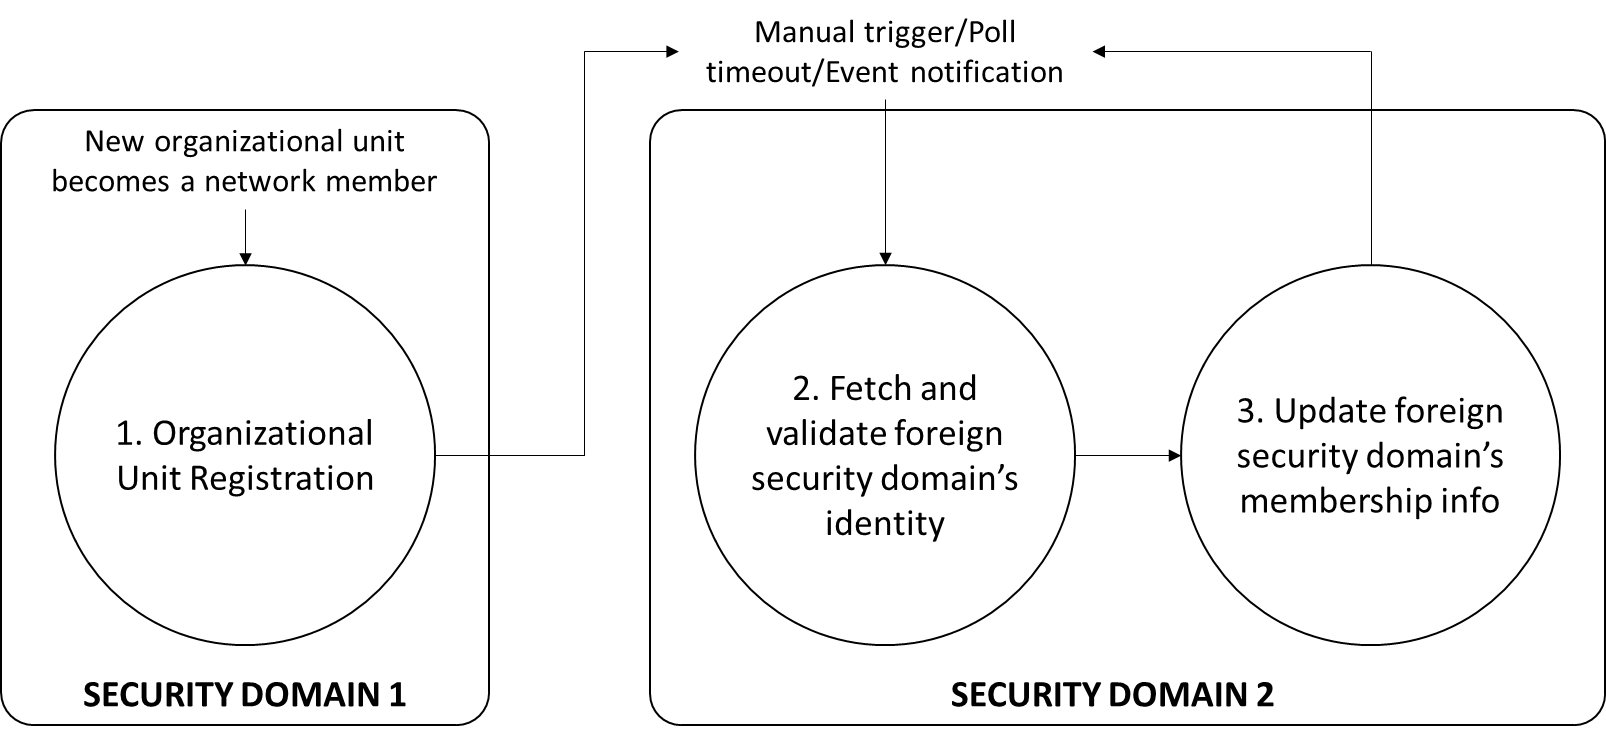 Manual trigger/Poll
timeout/Event notification
New organizational unit
becomes a network member
1. Organizational
Unit Registration
2. Fetch and
validate foreign
security domain’s
identity
3. Update foreign
security domain’s
membership info
SECURITY DOMAIN 1
SECURITY DOMAIN 2